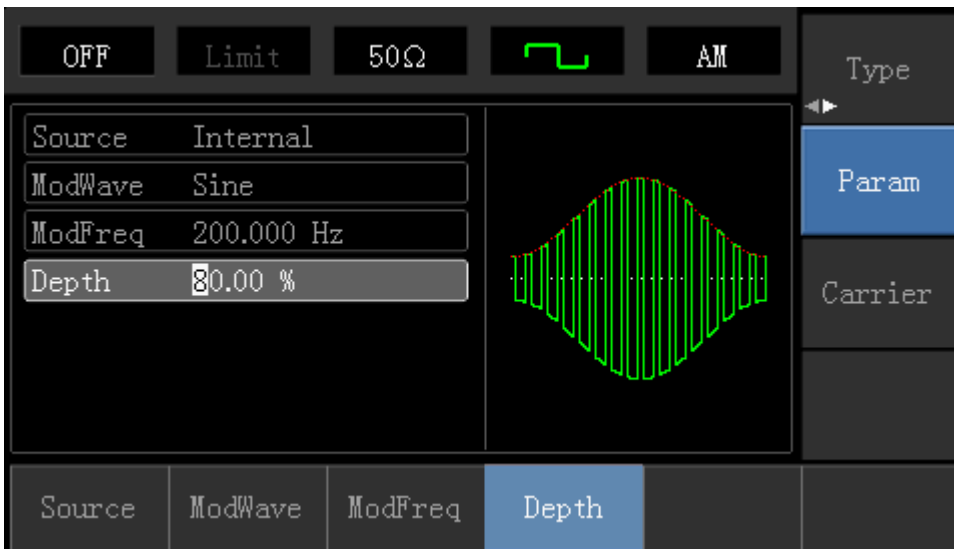 OFF Limit 50Ω AM
Type
Source Internal
ModWave Sine
ModFreq 200.000 Hz
Depth 80.00 %
Param
Carrier
Source ModWave ModFreq Depth